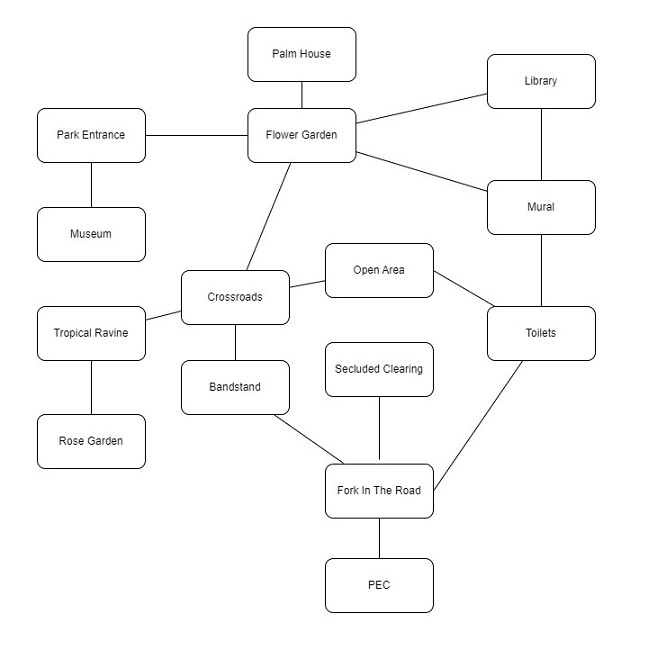 Palm House
Library
Park Entrance
Flower Garden
Mural
Museum
Open Area
Crossroads
Tropical Ravine
Toilets
Secluded Clearing
Bandstand
Rose Garden
Fork In The Road
PEC